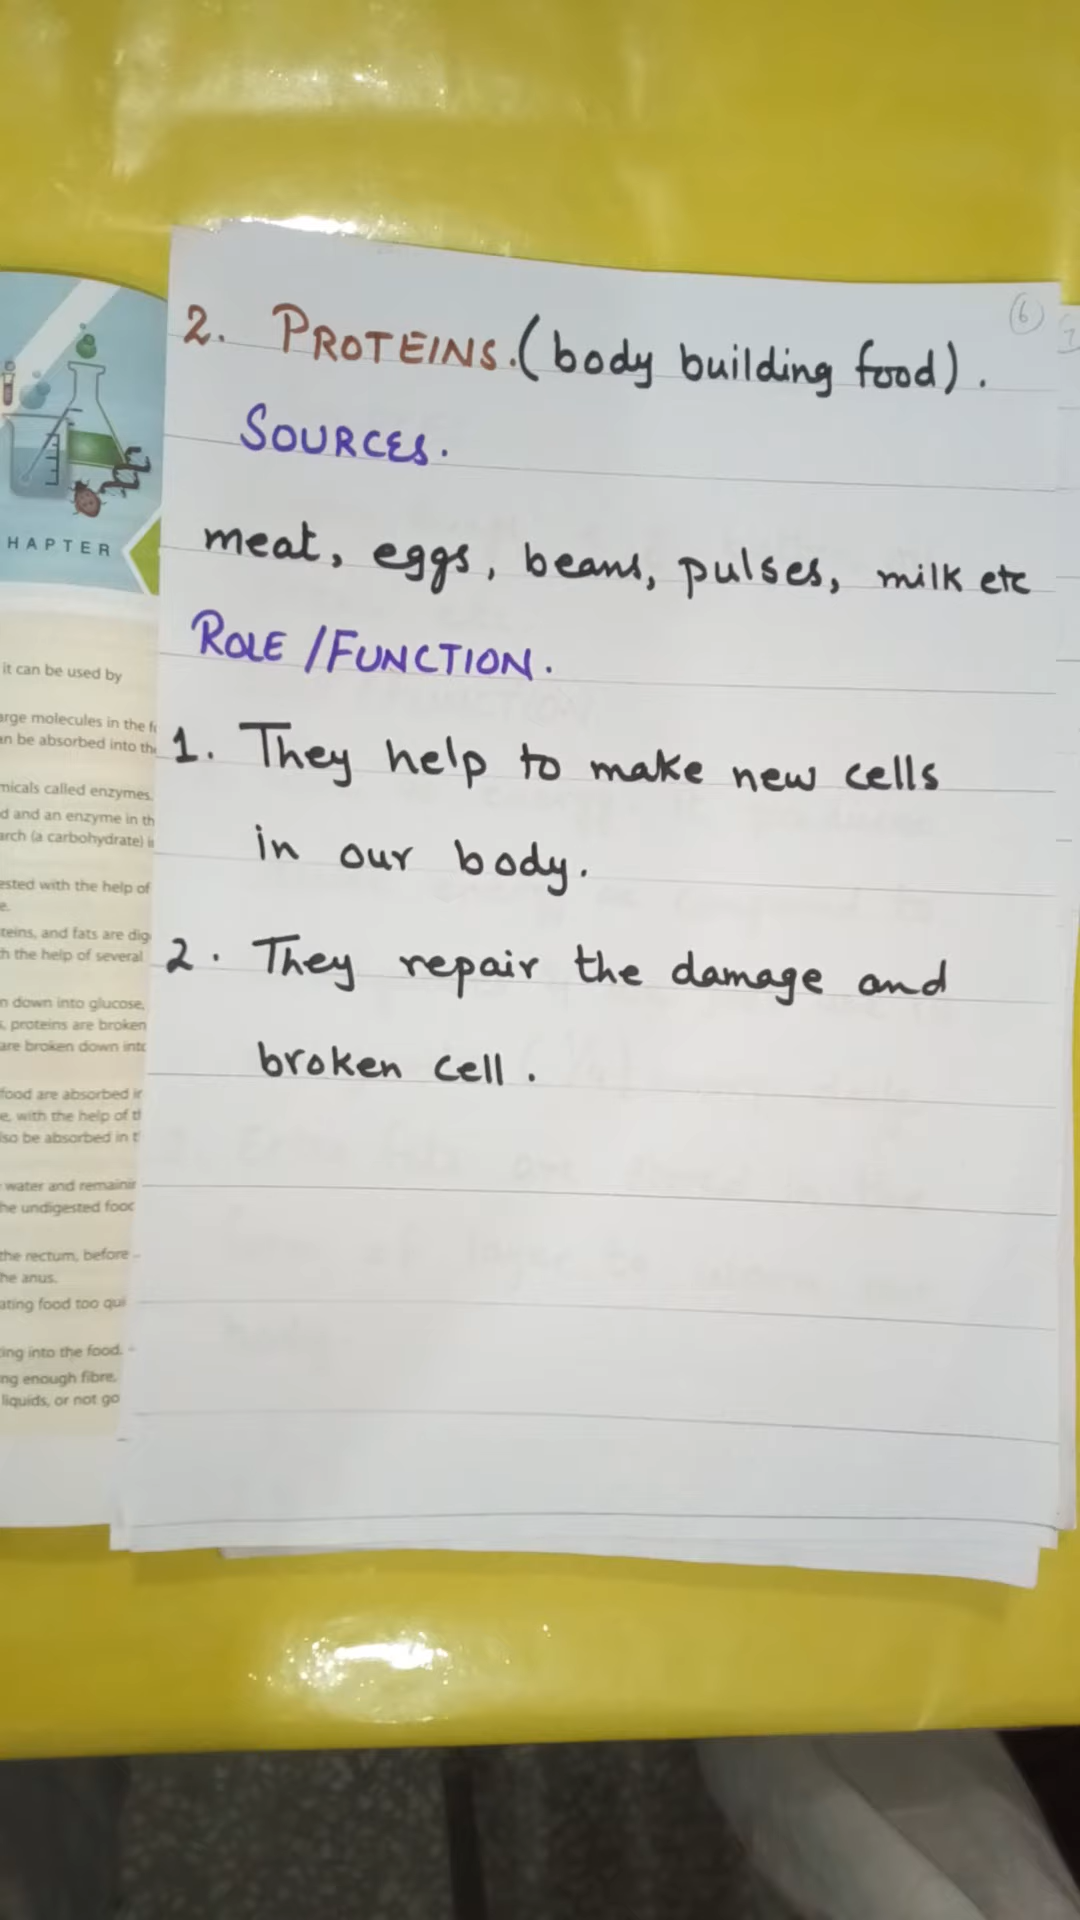 2. PROTEINS. (body building food).
SOURCES.
meat, eggs, beans, pulses, milk etc
ROLE /FUNCTION.
1. They help to make new cells
in our body.
2. They repair the damage and
broken cell.
6
HAPTER
it can be used by
arge molecules in the
an be absorbed into
micals called enzymes.
d and an enzyme in th
arch (a carbohydrate)
ested with the help of
e.
teins, and fats are dig
h the help of several
n down into glucose,
s, proteins are broken
are broken down into
food are absorbed
e, with the help of
lso be absorbed in
water and remainin
he undigested food
the rectum, before
he anus.
ating food too qui
ing into the food.
ng enough fibre.
liquids, or not go